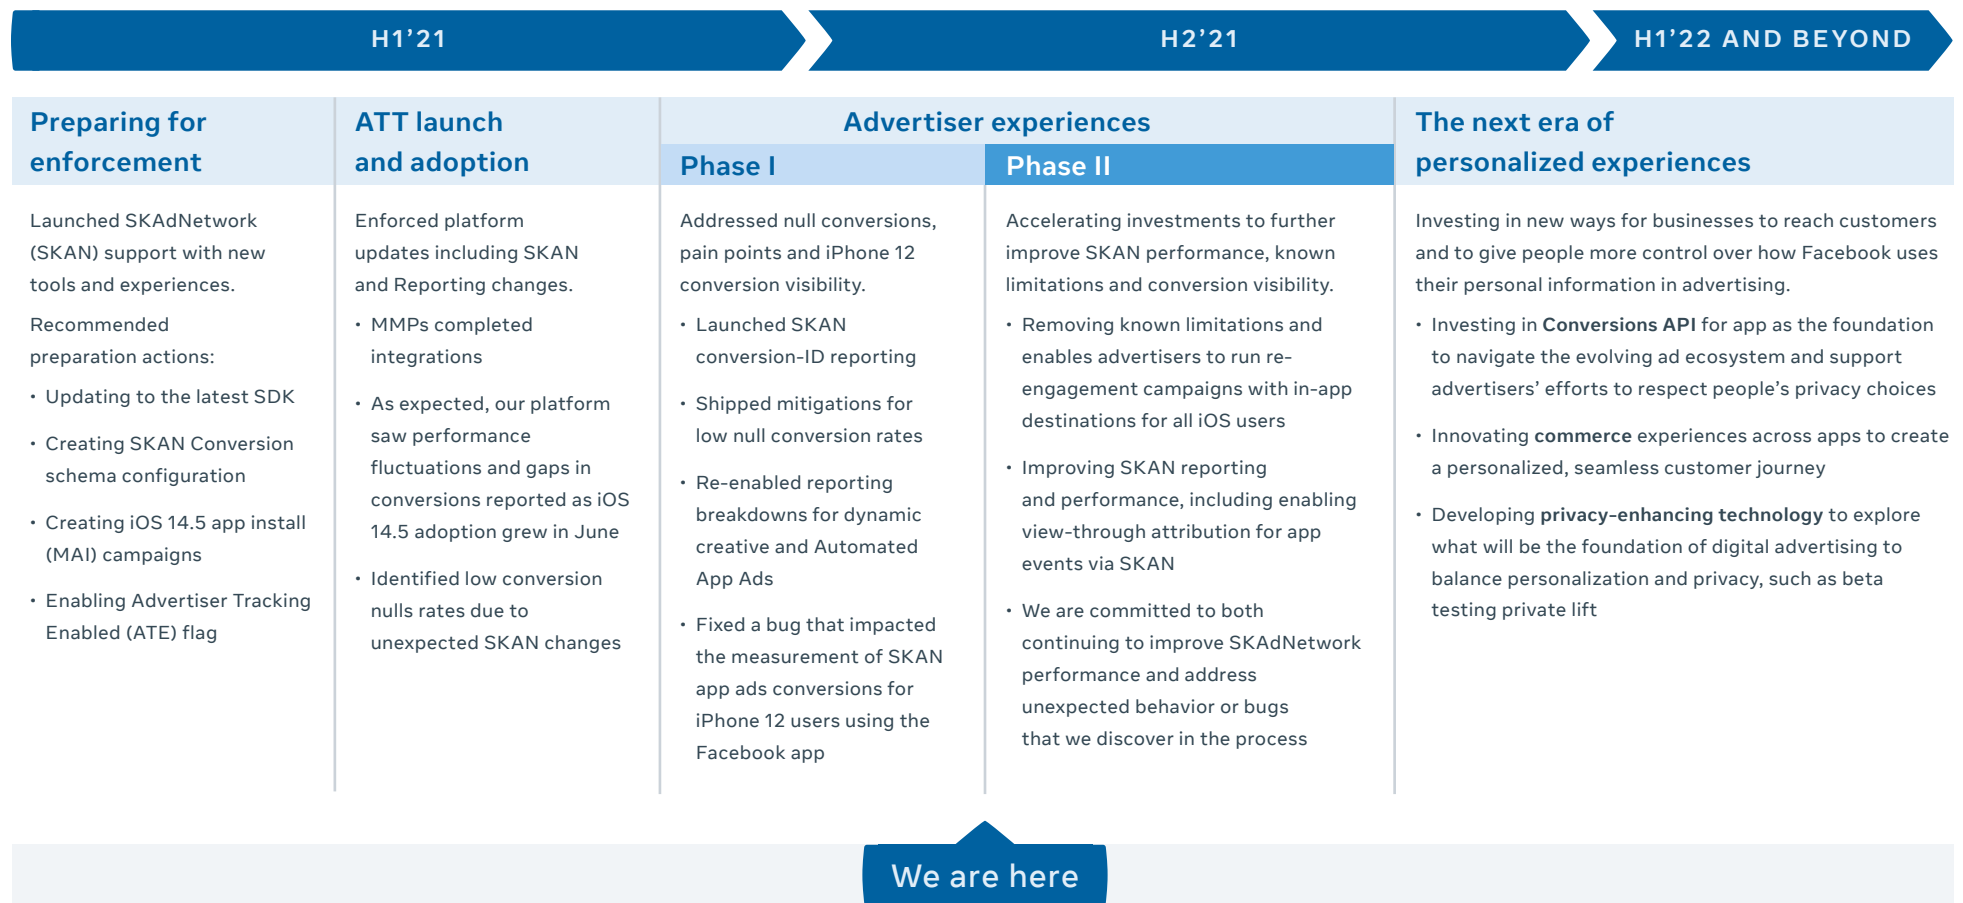 H1’21
H2’21
H1’22 AND BEYOND
Preparing for
enforcement
Launched SKAdNetwork
(SKAN) support with new
tools and experiences.
Recommended
preparation actions:
• Updating to the latest SDK
• Creating SKAN Conversion
schema configuration
• Creating iOS 14.5 app install
(MAI) campaigns
• Enabling Advertiser Tracking
Enabled (ATE) flag
ATT launch
and adoption
Enforced platform
updates including SKAN
and Reporting changes.
• MMPs completed
integrations
• As expected, our platform
saw performance
fluctuations and gaps in
conversions reported as iOS
14.5 adoption grew in June
• Identified low conversion
nulls rates due to
unexpected SKAN changes
Advertiser experiences
Phase I
Addressed null conversions,
pain points and iPhone 12
conversion visibility.
• Launched SKAN
conversion-ID reporting
• Shipped mitigations for
low null conversion rates
• Re-enabled reporting
breakdowns for dynamic
creative and Automated
App Ads
• Fixed a bug that impacted
the measurement of SKAN
app ads conversions for
iPhone 12 users using the
Facebook app
Phase II
Accelerating investments to further
improve SKAN performance, known
limitations and conversion visibility.
• Removing known limitations and
enables advertisers to run re-
engagement campaigns with in-app
destinations for all iOS users
• Improving SKAN reporting
and performance, including enabling
view-through attribution for app
events via SKAN
• We are committed to both
continuing to improve SKAdNetwork
performance and address
unexpected behavior or bugs
that we discover in the process
The next era of
personalized experiences
Investing in new ways for businesses to reach customers
and to give people more control over how Facebook uses
their personal information in advertising.
• Investing in Conversions API for app as the foundation
to navigate the evolving ad ecosystem and support
advertisers’ efforts to respect people’s privacy choices
• Innovating commerce experiences across apps to create
a personalized, seamless customer journey
• Developing privacy-enhancing technology to explore
what will be the foundation of digital advertising to
balance personalization and privacy, such as beta
testing private lift
We are here